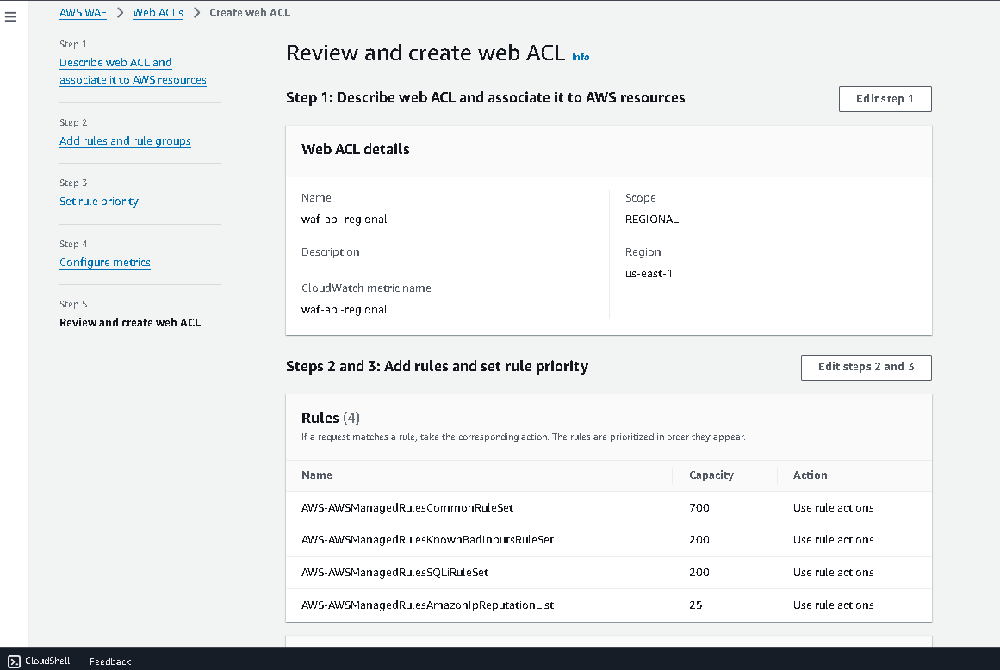 AWS WAF > Web ACLs > Create web ACL
Step 1
Describe web ACL and
associate it to AWS resources
Step 2
Add rules and rule groups
Step 3
Set rule priority
Step 4
Configure metrics
Step 5
Review and create web ACL
Review and create web ACL Info
Step 1: Describe web ACL and associate it to AWS resources
Edit step 1
Web ACL details
Name
waf-api-regional
Description
CloudWatch metric name
waf-api-regional
Scope
REGIONAL
Region
us-east-1
Steps 2 and 3: Add rules and set rule priority
Edit steps 2 and 3
Rules (4)
If a request matches a rule, take the corresponding action. The rules are prioritized in order they appear.
Name Capacity Action
AWS-AWSManagedRulesCommonRuleSet 700 Use rule actions
AWS-AWSManagedRulesKnownBadInputsRuleSet 200 Use rule actions
AWS-AWSManagedRulesSQLiRuleSet 200 Use rule actions
AWS-AWSManagedRulesAmazonIpReputationList 25 Use rule actions
CloudShell Feedback